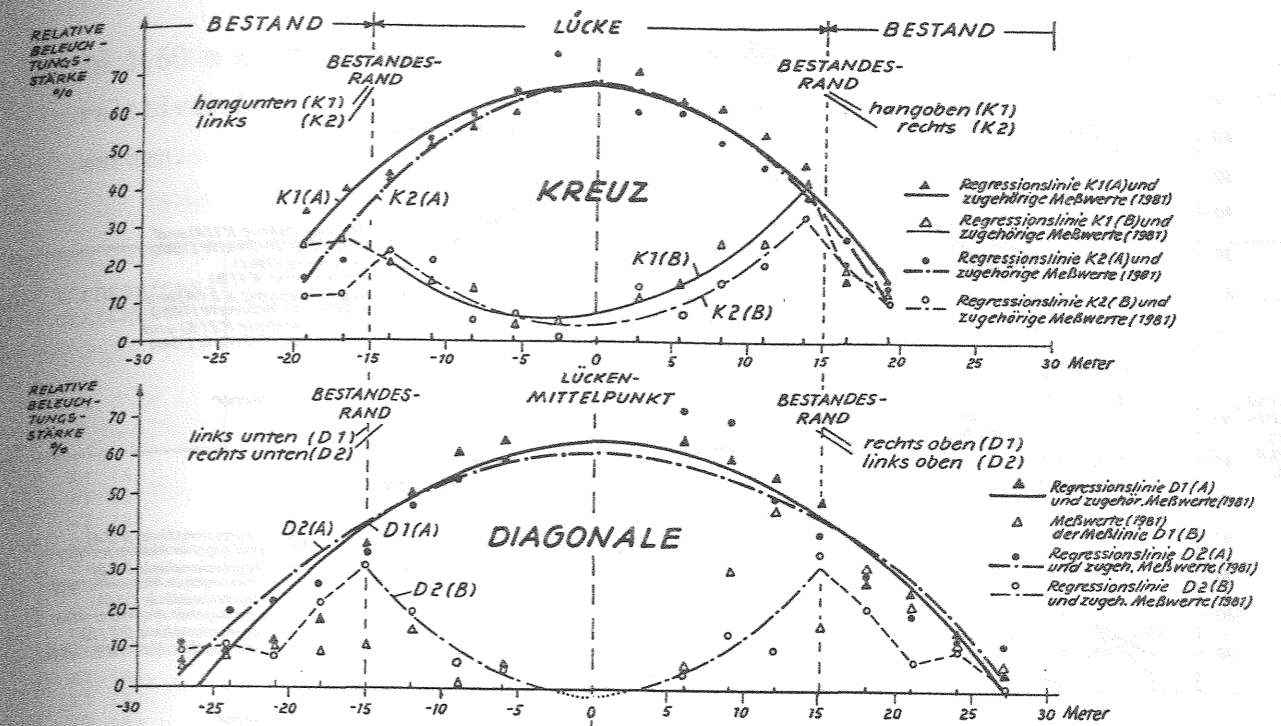 BESTAND LÜCKE BESTAND
RELATIVE
BELEUCH-
TUNGS-
STÄRKE
%
BESTANDES-
RAND
hangunten (K1)
links (K2)
BESTANDES-
RAND
hangoben (K1)
rechts (K2)
70
60
50
40
30
20
10
0
KREUZ
K1(A)
K2(A)
K1(B)
K2(B)
Regressionslinie K1(A) und
zugehörige Meßwerte (1981)
Regressionslinie K1(B) und
zugehörige Meßwerte (1981)
Regressionslinie K2(A) und
zugehörige Meßwerte (1981)
Regressionslinie K2(B) und
zugehörige Meßwerte (1981)
-30 -25 -20 -15 -10 -5 0 5 10 15 20 25 30 Meter
RELATIVE
BELEUCH-
TUNGS-
STÄRKE
%
BESTANDES-
RAND
links unten (D1)
rechts unten (D2)
LÜCKEN-
MITTELPUNKT
BESTANDES-
RAND
rechts oben (D1)
links oben (D2)
70
60
50
40
30
20
10
0
DIAGONALE
D2(A)
D1(A)
D2(B)
Regressionslinie D1(A)
und zugehör. Meßwerte (1981)
Meßwerte (1981)
der Meßlinie D1(B)
Regressionslinie D2(A)
und zugeh. Meßwerte (1981)
Regressionslinie D2(B)
und zugeh. Meßwerte (1981)
-30 -25 -20 -15 -10 -5 0 5 10 15 20 25 30 Meter